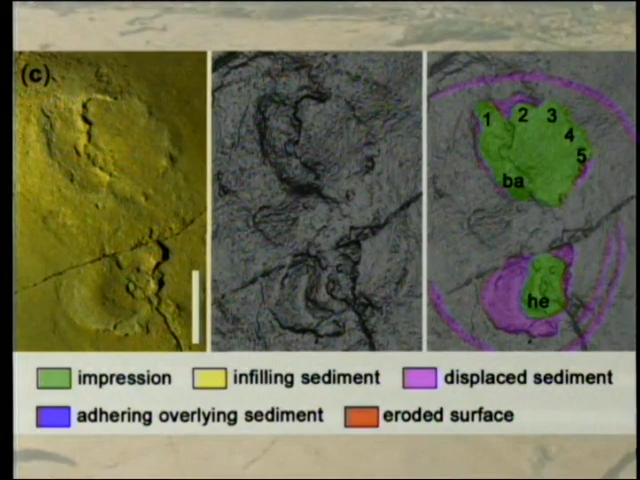 (c)
1
2
3
4
5
ba
he
impression infilling sediment displaced sediment
adhering overlying sediment eroded surface